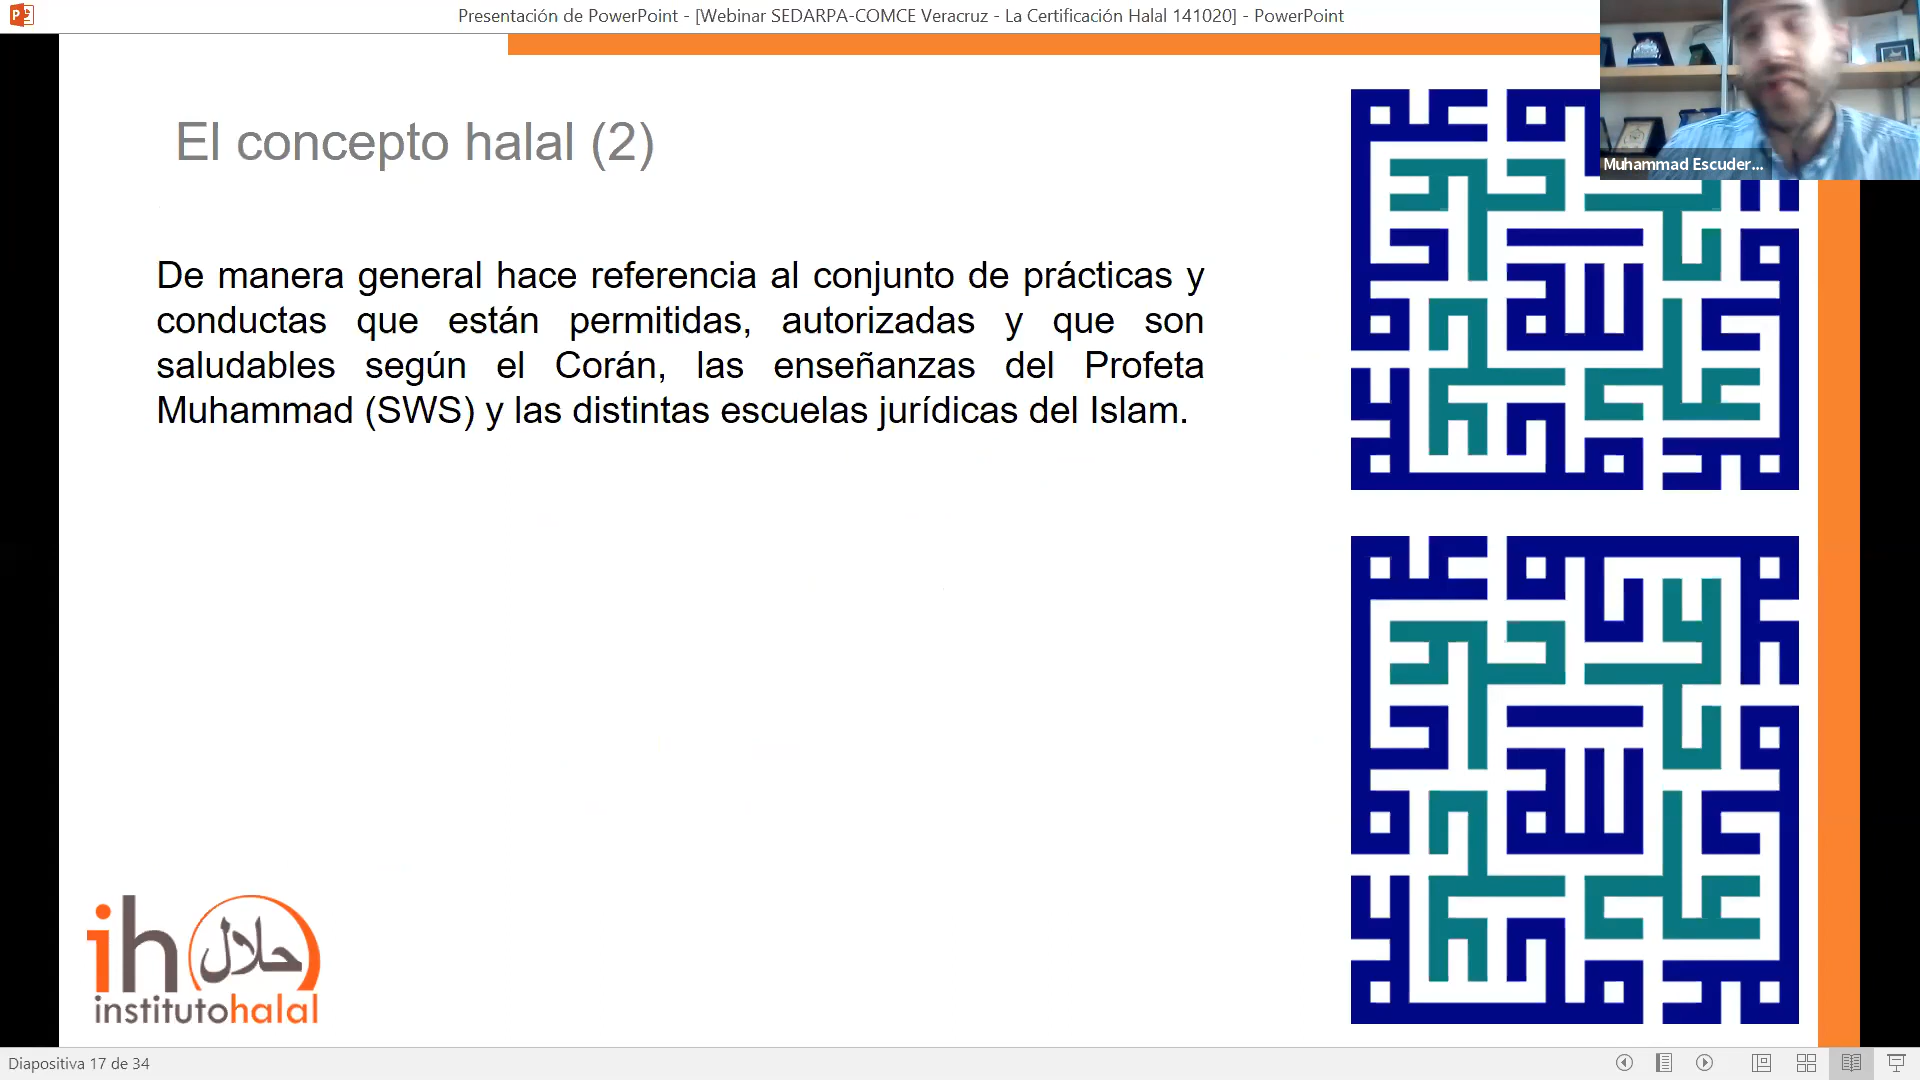 Presentación de PowerPoint - [Webinar SEDARPA-COMCE Veracruz - La Certificación Halal 141020] - PowerPoint
Muhammad Escuder...
El concepto halal (2)
De manera general hace referencia al conjunto de prácticas y
conductas que están permitidas, autorizadas y que son
saludables según el Corán, las enseñanzas del Profeta
Muhammad (SWS) y las distintas escuelas jurídicas del Islam.
ih حلال
institutohalal
Diapositiva 17 de 34